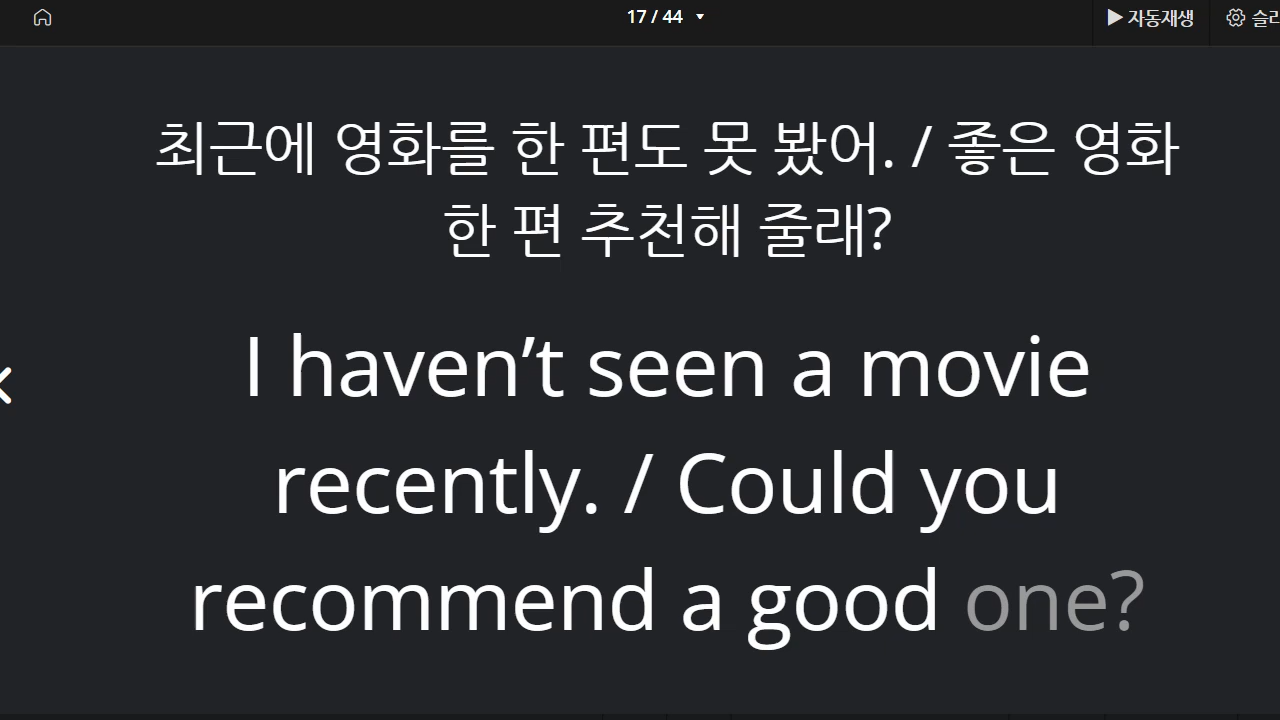 17 / 44
▶ 자동재생
최근에 영화를 한 편도 못 봤어. / 좋은 영화
한 편 추천해 줄래?
I haven’t seen a movie
recently. / Could you
recommend a good one?